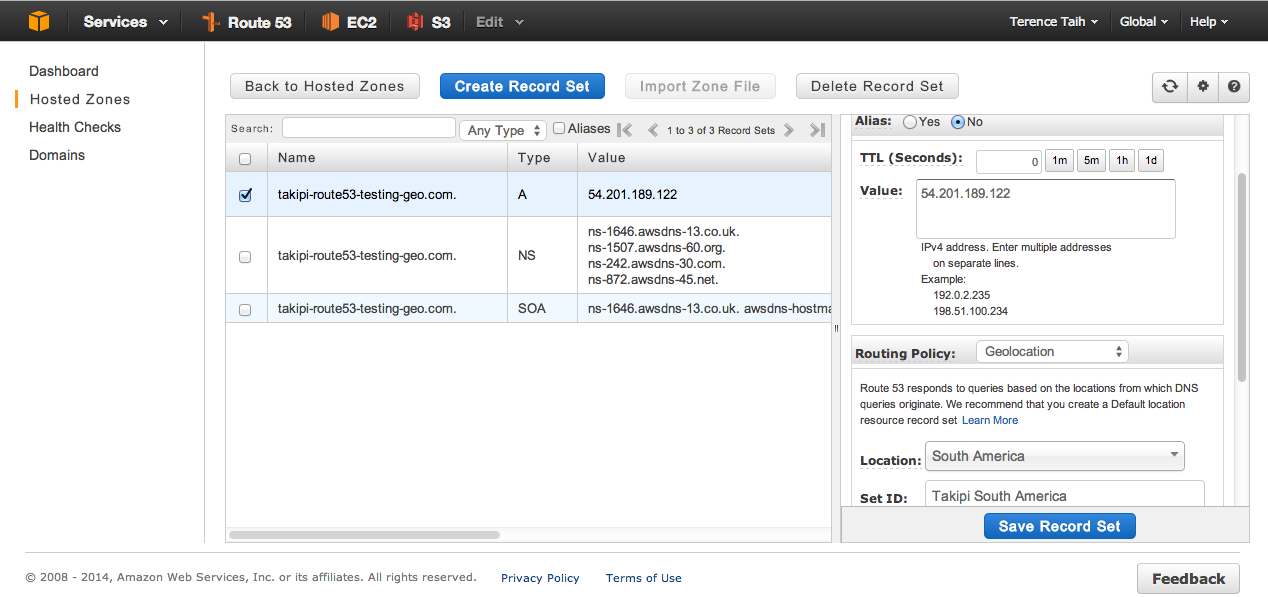 Services Route 53 EC2 S3 Edit Terence Taih Global Help
Dashboard
Hosted Zones
Health Checks
Domains
Back to Hosted Zones Create Record Set Import Zone File Delete Record Set
Search: Any Type Aliases 1 to 3 of 3 Record Sets
Name Type Value
takipi-route53-testing-geo.com. A 54.201.189.122
takipi-route53-testing-geo.com. NS
ns-1646.awsdns-13.co.uk.
ns-1507.awsdns-60.org.
ns-242.awsdns-30.com.
ns-872.awsdns-45.net.
takipi-route53-testing-geo.com. SOA ns-1646.awsdns-13.co.uk. awsdns-hostma
Alias: Yes No
TTL (Seconds): 0 1m 5m 1h 1d
Value: 54.201.189.122
IPv4 address. Enter multiple addresses
on separate lines.
Example:
192.0.2.235
198.51.100.234
Routing Policy: Geolocation
Route 53 responds to queries based on the locations from which DNS
queries originate. We recommend that you create a Default location
resource record set Learn More
Location: South America
Set ID: Takipi South America
Save Record Set
© 2008 - 2014, Amazon Web Services, Inc. or its affiliates. All rights reserved. Privacy Policy Terms of Use
Feedback